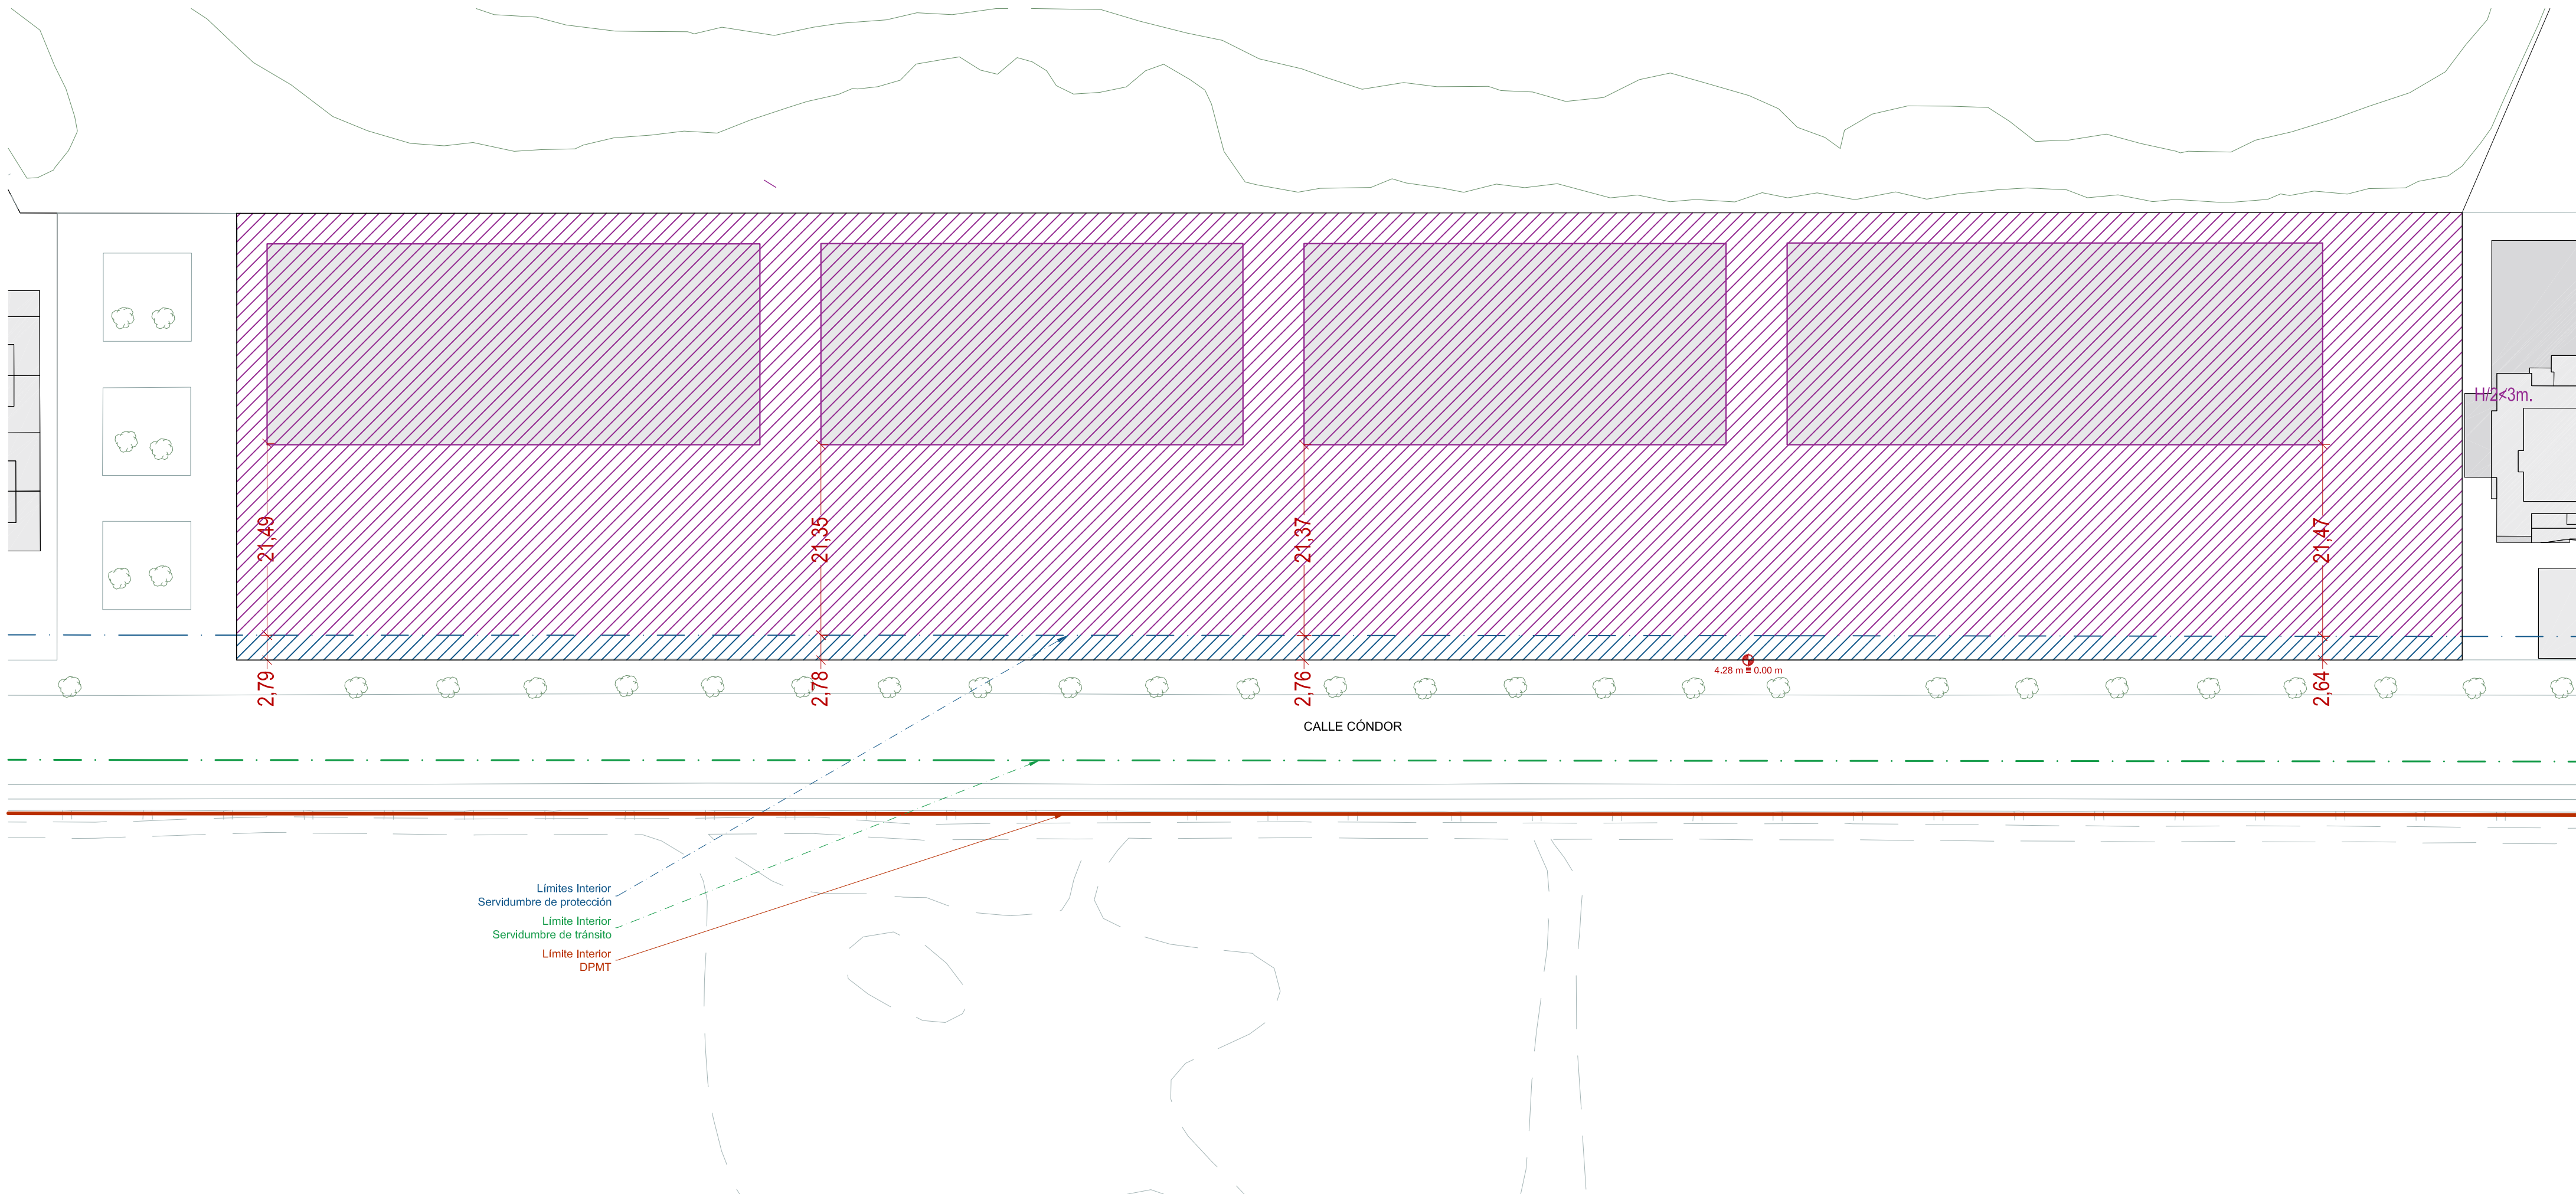 H/2<3m.
21,49
21,35
21,37
21,47
2,79
2,78
2,76
2,64
4.28 m = 0.00 m
CALLE CÓNDOR
Límites Interior
Servidumbre de protección
Límite Interior
Servidumbre de tránsito
Límite Interior
DPMT